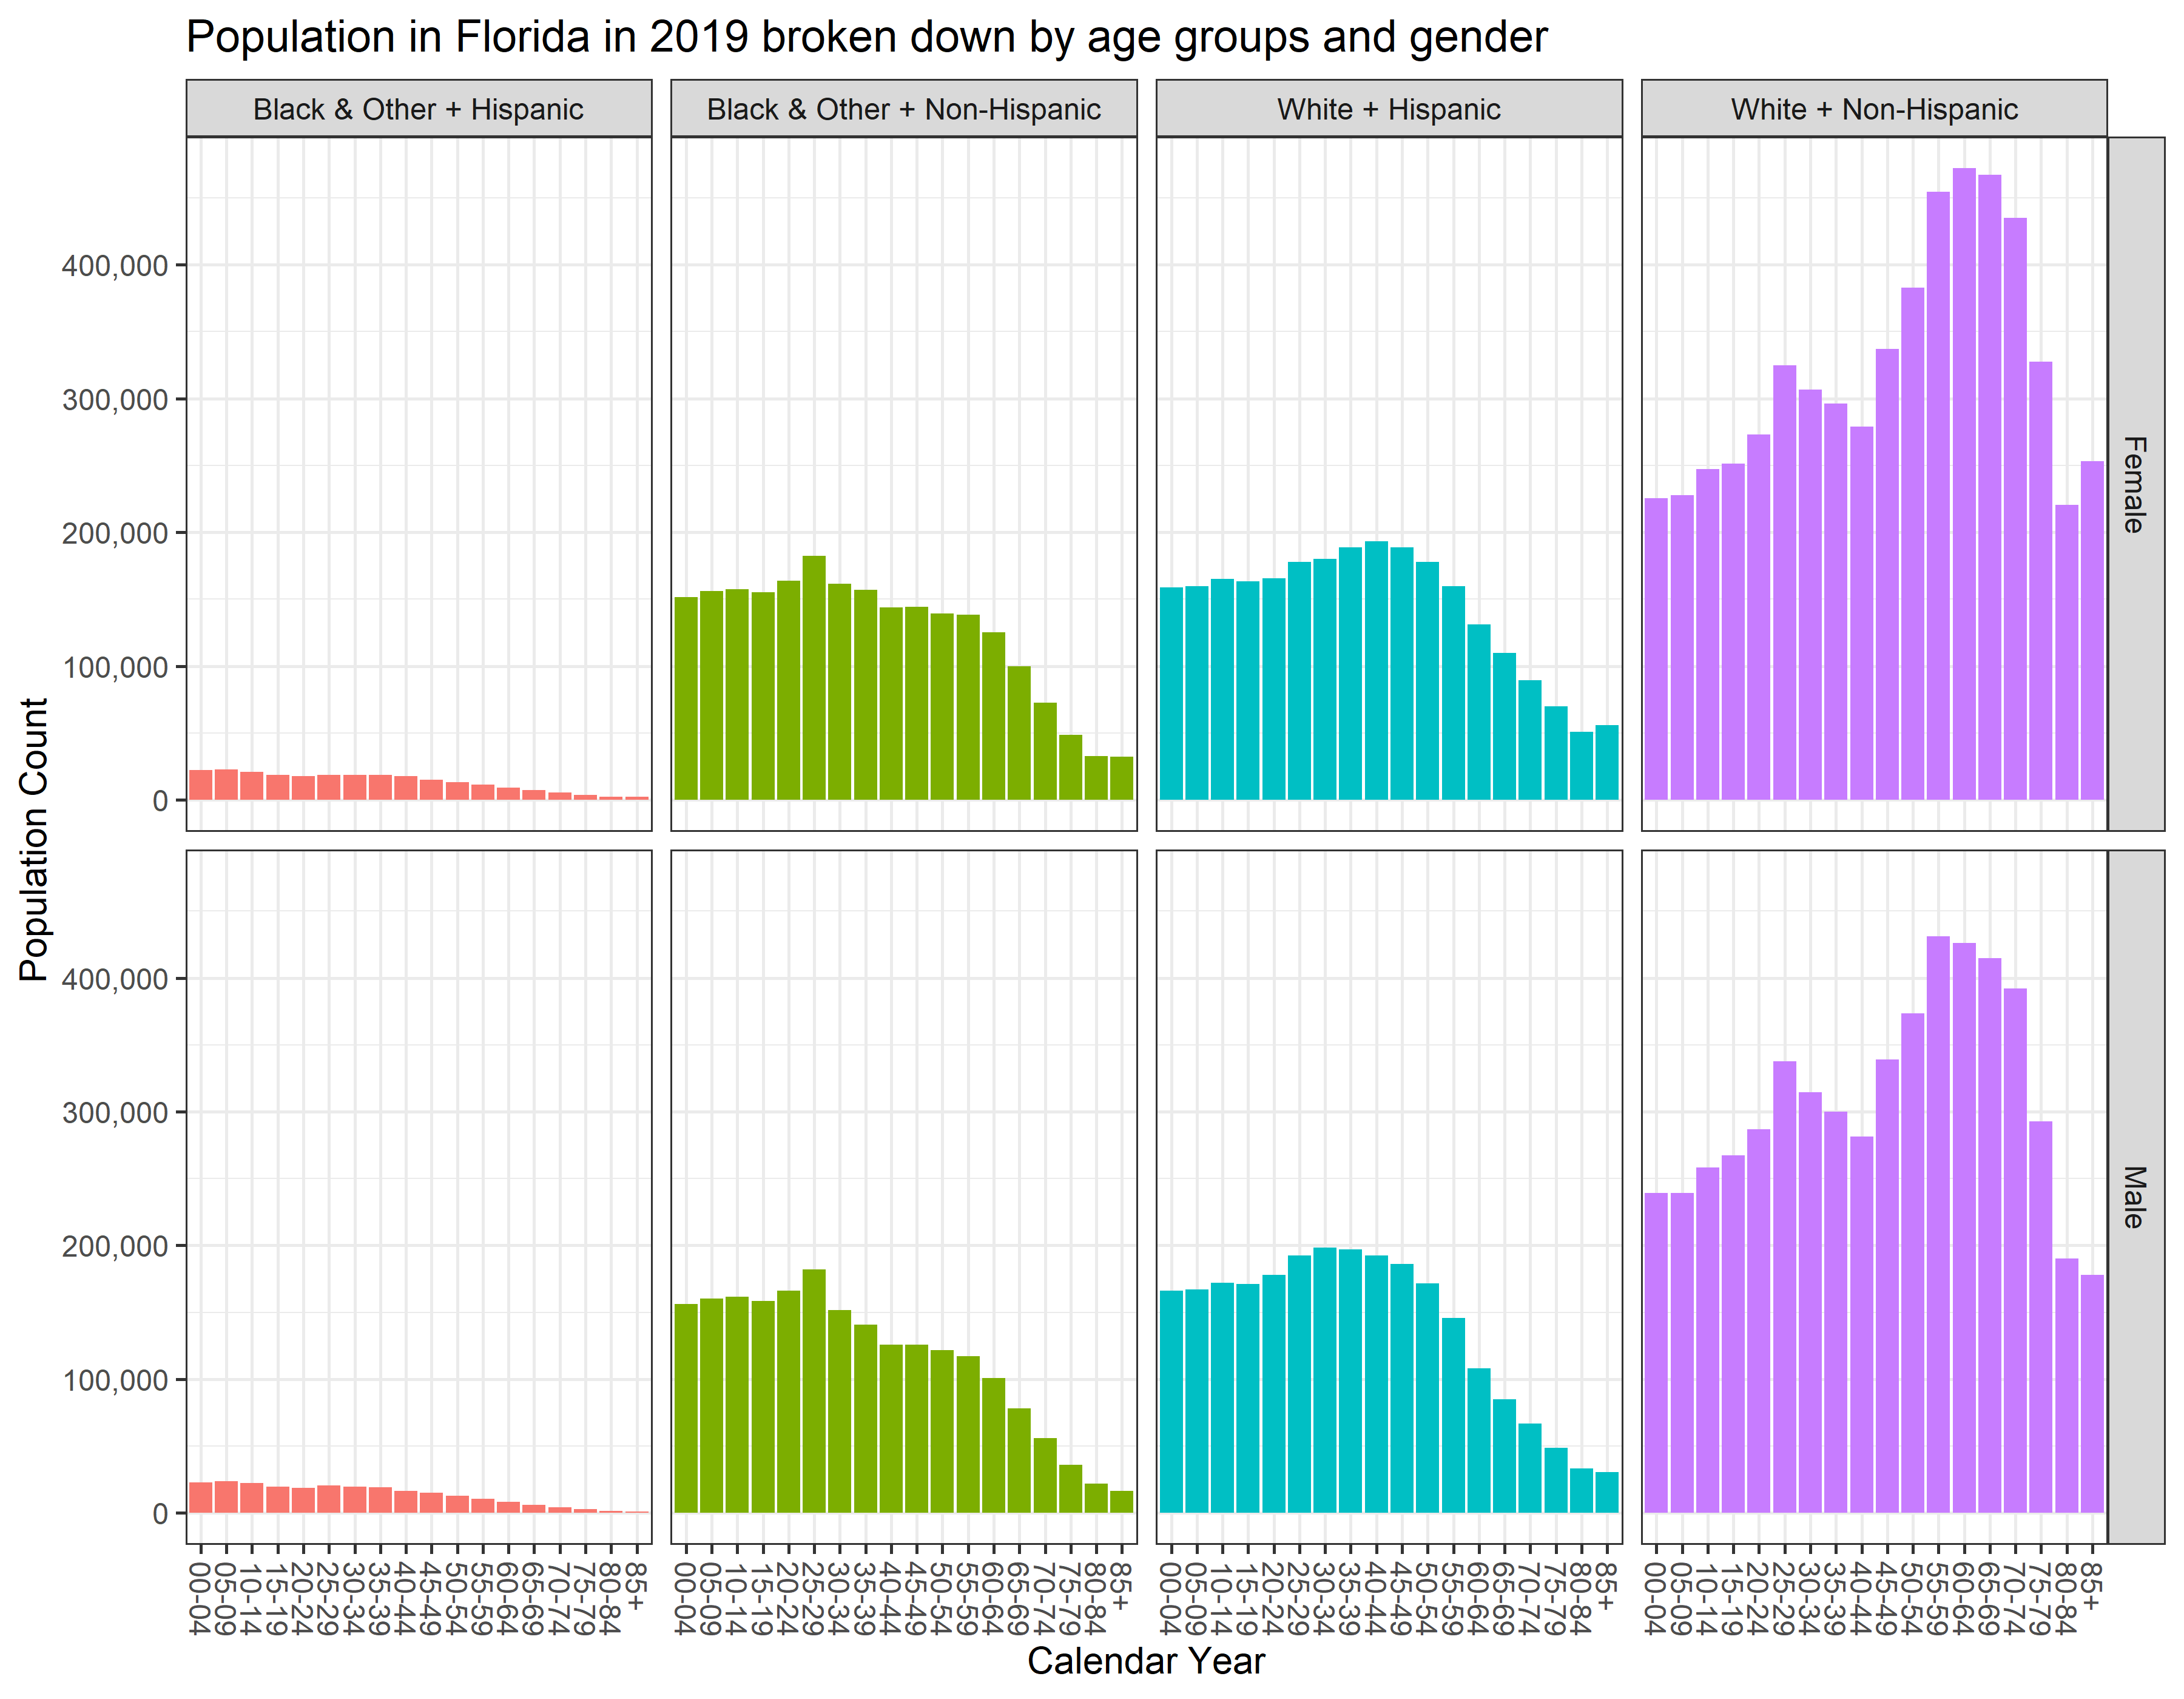 Population in Florida in 2019 broken down by age groups and gender
Black & Other + Hispanic
Black & Other + Non-Hispanic
White + Hispanic
White + Non-Hispanic
Population Count
400,000
300,000
200,000
100,000
0
Female
400,000
300,000
200,000
100,000
0
Male
00-04 05-09 10-14 15-19 20-24 25-29 30-34 35-39 40-44 45-49 50-54 55-59 60-64 65-69 70-74 75-79 80-84 85+
00-04 05-09 10-14 15-19 20-24 25-29 30-34 35-39 40-44 45-49 50-54 55-59 60-64 65-69 70-74 75-79 80-84 85+
00-04 05-09 10-14 15-19 20-24 25-29 30-34 35-39 40-44 45-49 50-54 55-59 60-64 65-69 70-74 75-79 80-84 85+
00-04 05-09 10-14 15-19 20-24 25-29 30-34 35-39 40-44 45-49 50-54 55-59 60-64 65-69 70-74 75-79 80-84 85+
Calendar Year